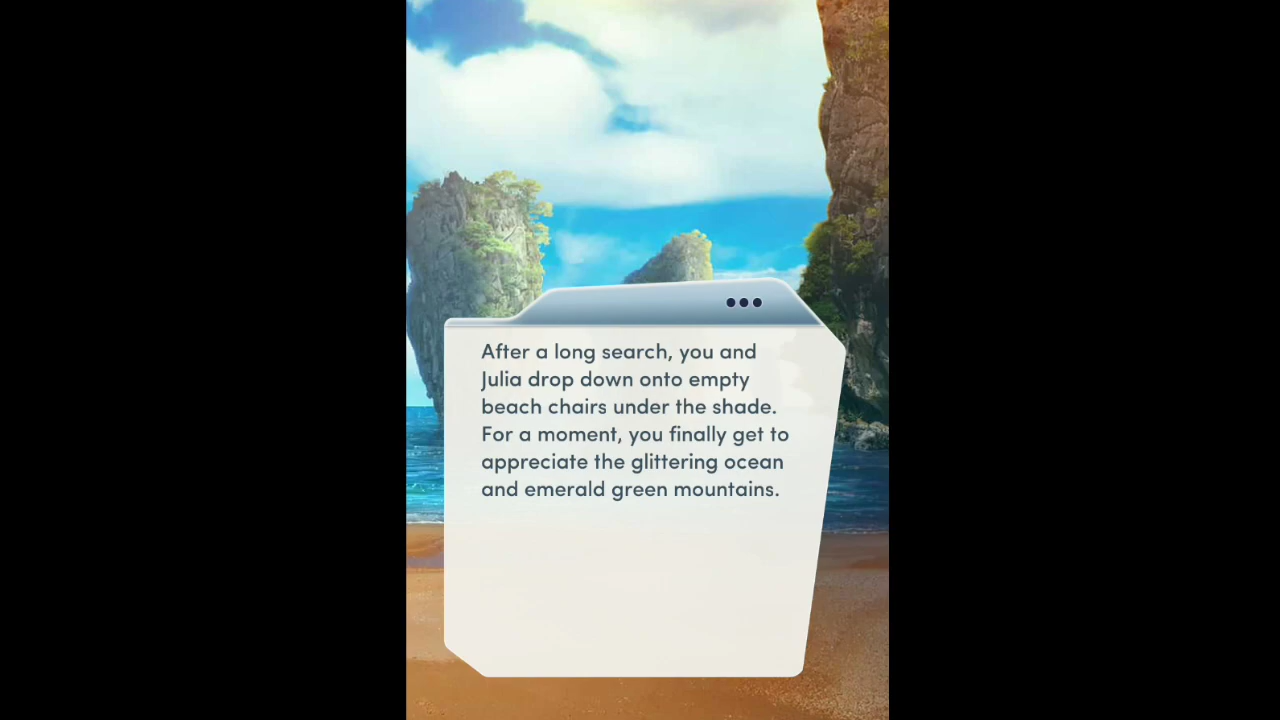 After a long search, you and
Julia drop down onto empty
beach chairs under the shade.
For a moment, you finally get to
appreciate the glittering ocean
and emerald green mountains.